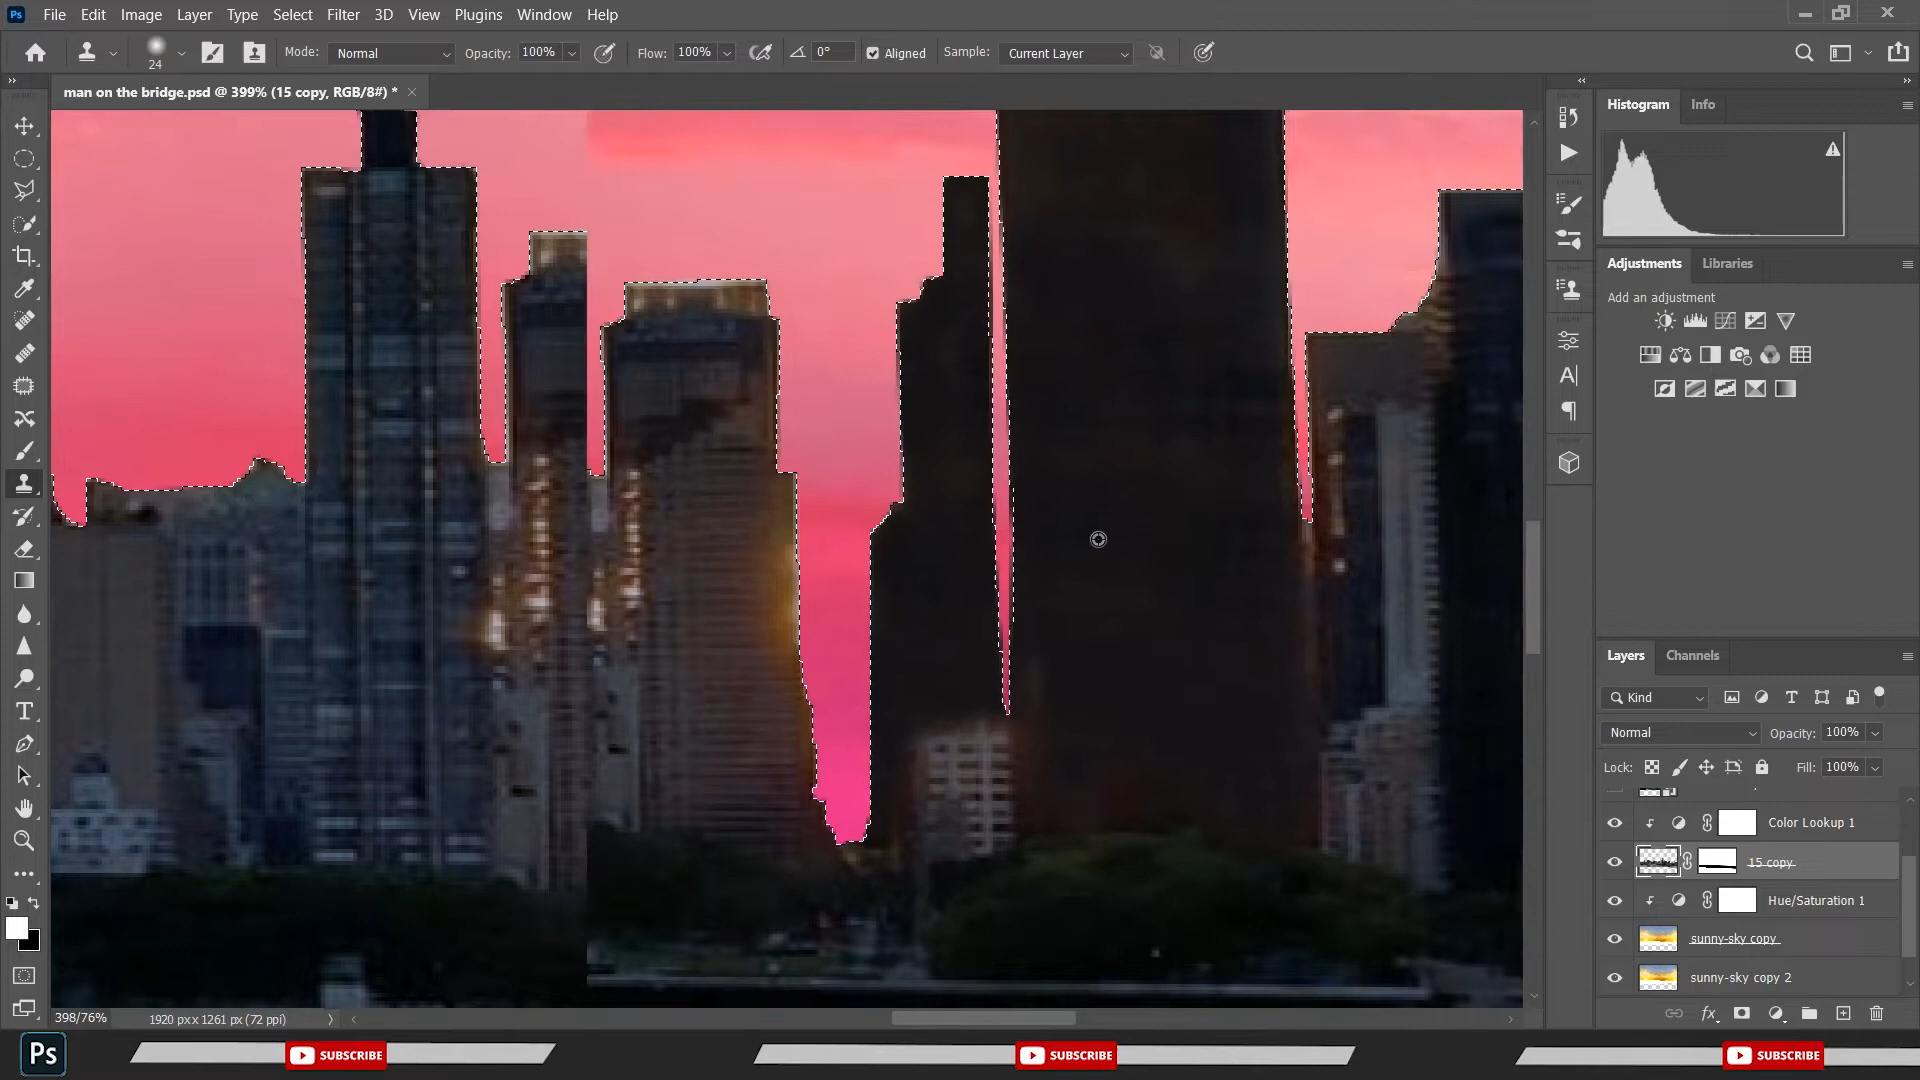 Ps File Edit Image Layer Type Select Filter 3D View Plugins Window Help
24 Mode: Normal Opacity: 100% Flow: 100% 0° Aligned Sample: Current Layer
man on the bridge.psd @ 399% (15 copy, RGB/8#) *
Histogram Info
Adjustments Libraries
Add an adjustment
Layers Channels
Kind
Normal Opacity: 100%
Lock: Fill: 100%
Color Lookup 1
15 copy
Hue/Saturation 1
sunny-sky copy
sunny-sky copy 2
398/76% 1920 px x 1261 px (72 ppi)
Ps SUBSCRIBE SUBSCRIBE SUBSCRIBE